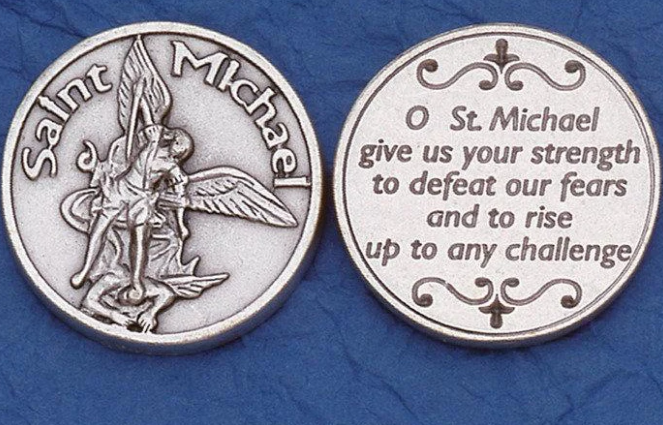 Saint Michael
O St. Michael
give us your strength
to defeat our fears
and to rise
up to any challenge